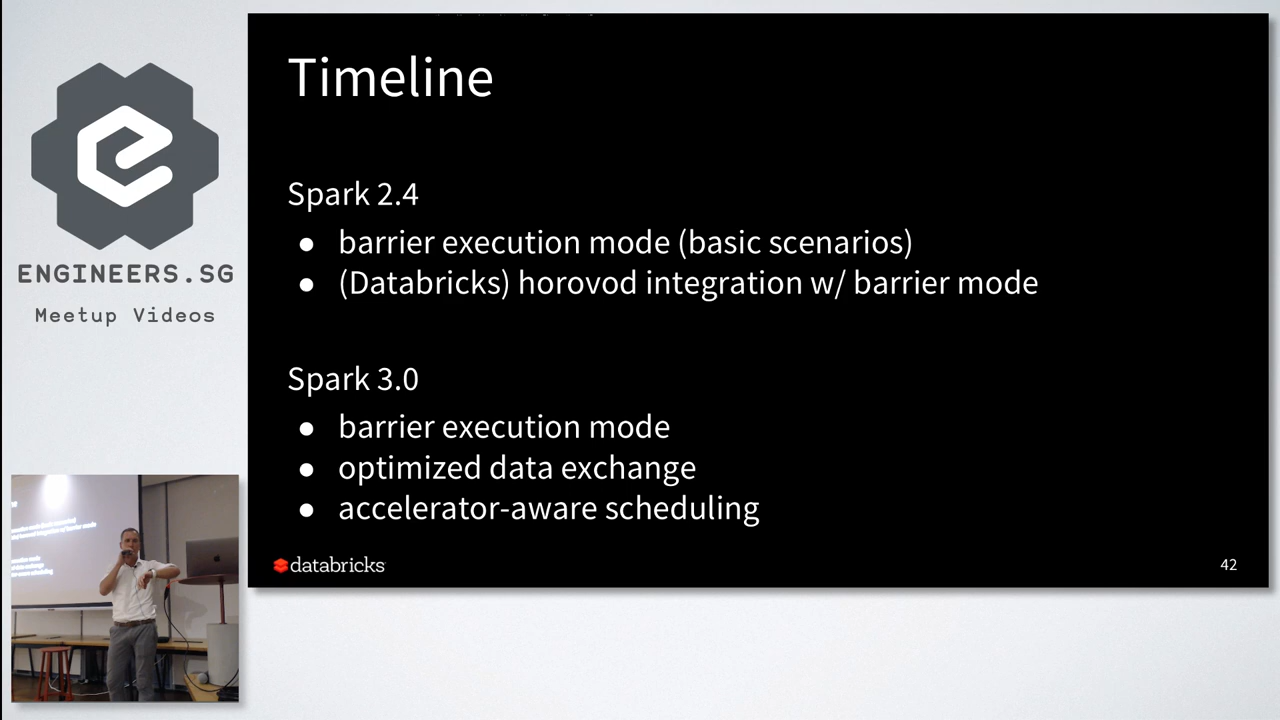 ENGINEERS.SG
Meetup Videos
Timeline
Spark 2.4
● barrier execution mode (basic scenarios)
● (Databricks) horovod integration w/ barrier mode
Spark 3.0
● barrier execution mode
● optimized data exchange
● accelerator-aware scheduling
databricks
42